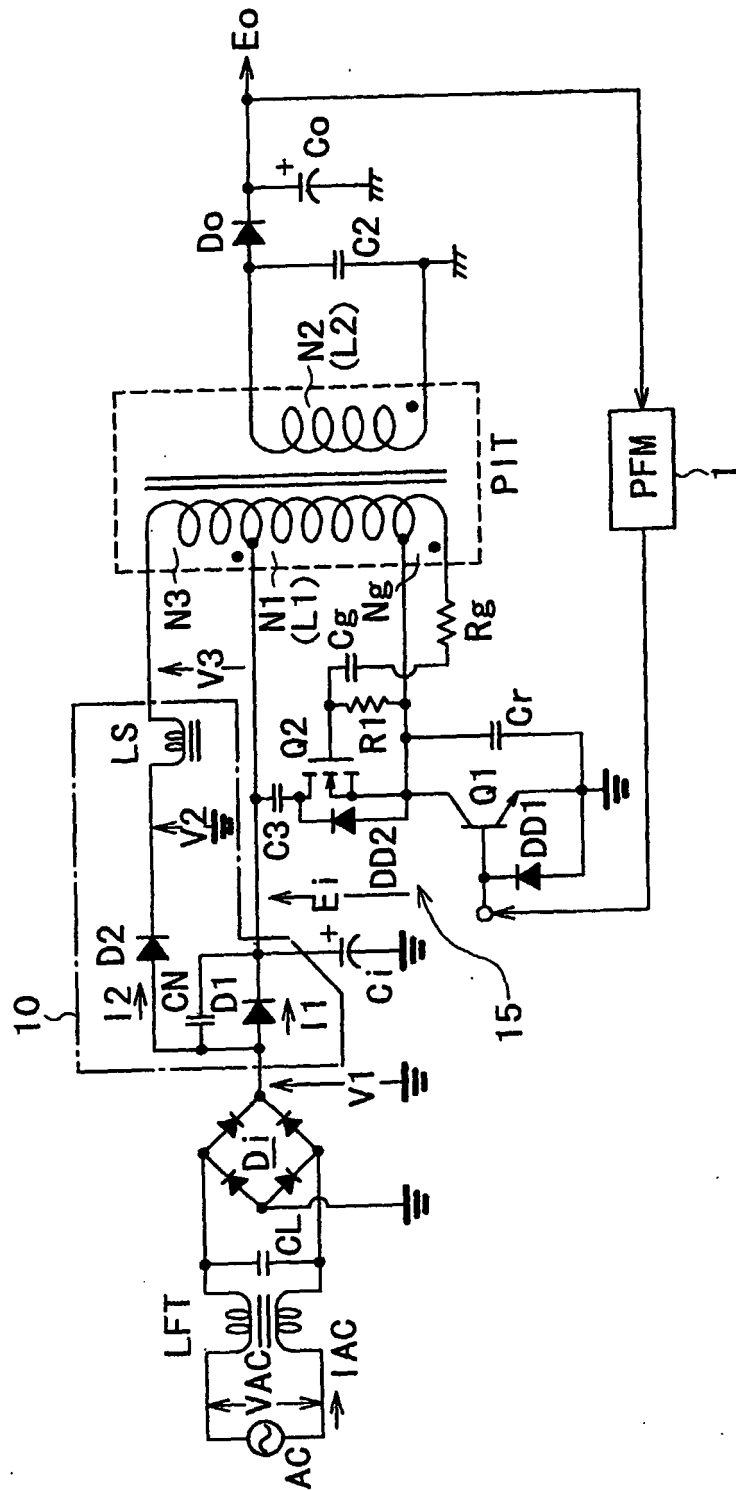 AC
VAC
IAC
LFT
CL
Di
V1
10
I2
D2
CN
D1
I1
Ci
Ei
15
V2
LS
V3
C3
Q2
DD2
R1
Cg
Rg
Cr
Q1
DD1
N3
N1
(L1)
Ng
PIT
N2
(L2)
Do
C2
Co
Eo
PFM
1
+
+